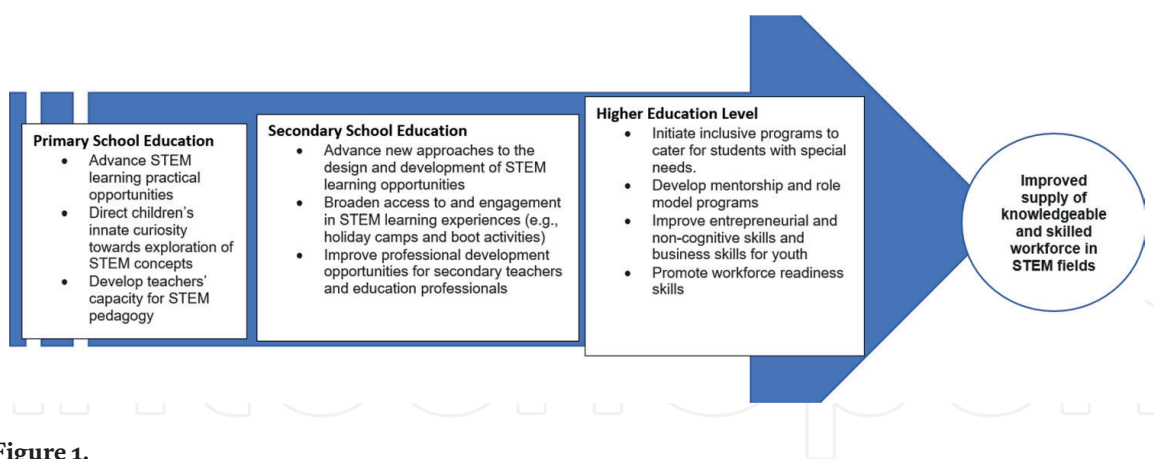 Primary School Education
• Advance STEM
learning practical
opportunities
• Direct children's
innate curiosity
towards exploration of
STEM concepts
• Develop teachers'
capacity for STEM
pedagogy
Secondary School Education
• Advance new approaches to the
design and development of STEM
learning opportunities
• Broaden access to and engagement
in STEM learning experiences (e.g.,
holiday camps and boot activities)
• Improve professional development
opportunities for secondary teachers
and education professionals
Higher Education Level
• Initiate inclusive programs to
cater for students with special
needs.
• Develop mentorship and role
model programs
• Improve entrepreneurial and
non-cognitive skills and
business skills for youth
• Promote workforce readiness
skills
Improved
supply of
knowledgeable
and skilled
workforce in
STEM fields
Figure 1.